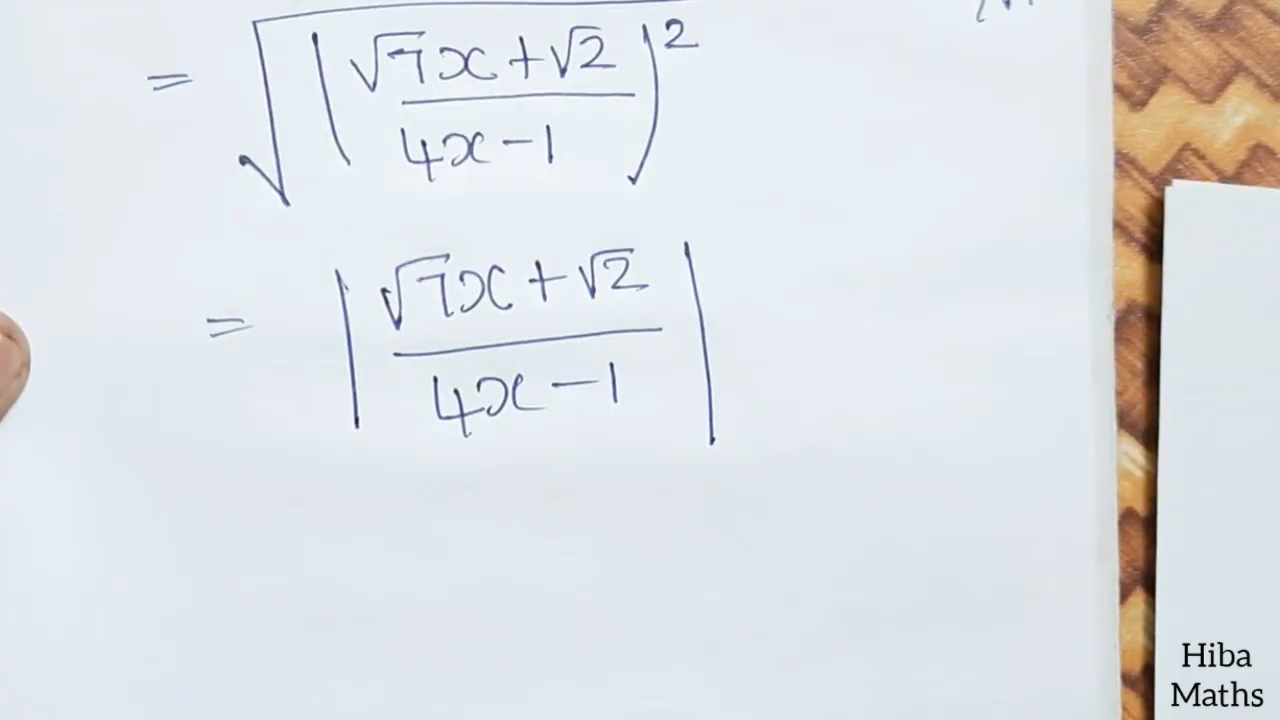 = √((√7x + √2)/(4x − 1))²
= |(√7x + √2)/(4x − 1)|
Hiba
Maths